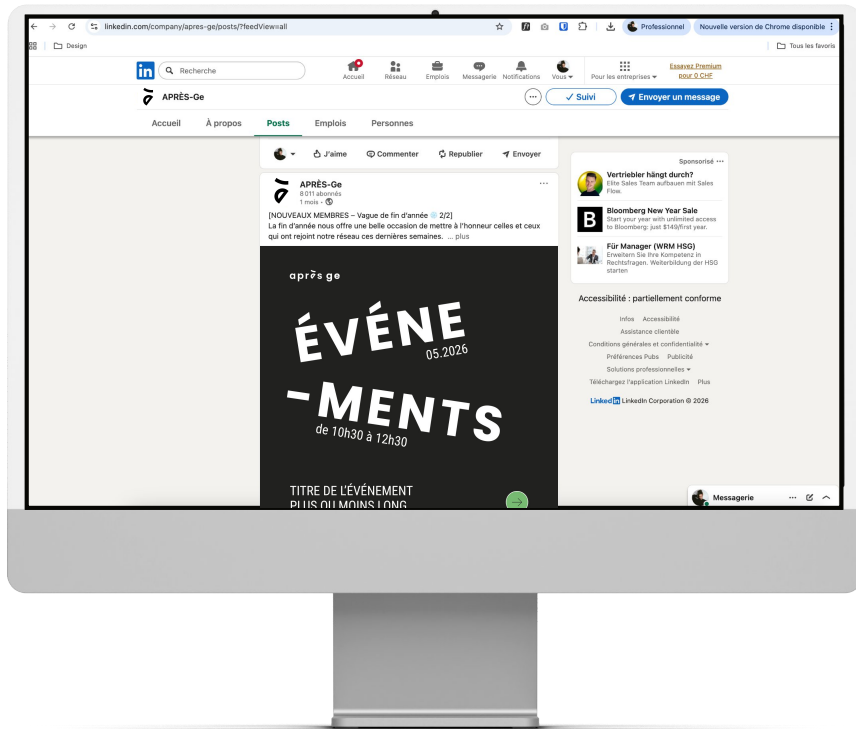 linkedin.com/company/apres-ge/posts/?feedView=all
Professionnel
Nouvelle version de Chrome disponible
Design
Tous les favoris
in
Recherche
Accueil
Réseau
Emplois
Messagerie
Notifications
Vous
Pour les entreprises
Essayez Premium
pour 0 CHF
APRÈS-Ge
Suivi
Envoyer un message
Accueil
À propos
Posts
Emplois
Personnes
J'aime
Commenter
Republier
Envoyer
APRÈS-Ge
8 011 abonnés
1 mois •
[NOUVEAUX MEMBRES – Vague de fin d'année 2/2]
La fin d'année nous offre une belle occasion de mettre à l'honneur celles et ceux
qui ont rejoint notre réseau ces dernières semaines. ... plus
après ge
ÉVÉNE
05.2026
-MENTS
de 10h30 à 12h30
TITRE DE L'ÉVÉNEMENT
PLUS OU MOINS LONG
Sponsorisé
Vertriebler hängt durch?
Elite Sales Team aufbauen mit Sales
Flow.
B
Bloomberg New Year Sale
Start your year with unlimited access
to Bloomberg: just $149/first year.
Für Manager (WRM HSG)
Erweitern Sie Ihre Kompetenz in
Rechtsfragen. Weiterbildung der HSG
starten
Accessibilité : partiellement conforme
Infos Accessibilité
Assistance clientèle
Conditions générales et confidentialité
Préférences Pubs Publicité
Solutions professionnelles
Téléchargez l'application LinkedIn Plus
LinkedIn LinkedIn Corporation © 2026
Messagerie